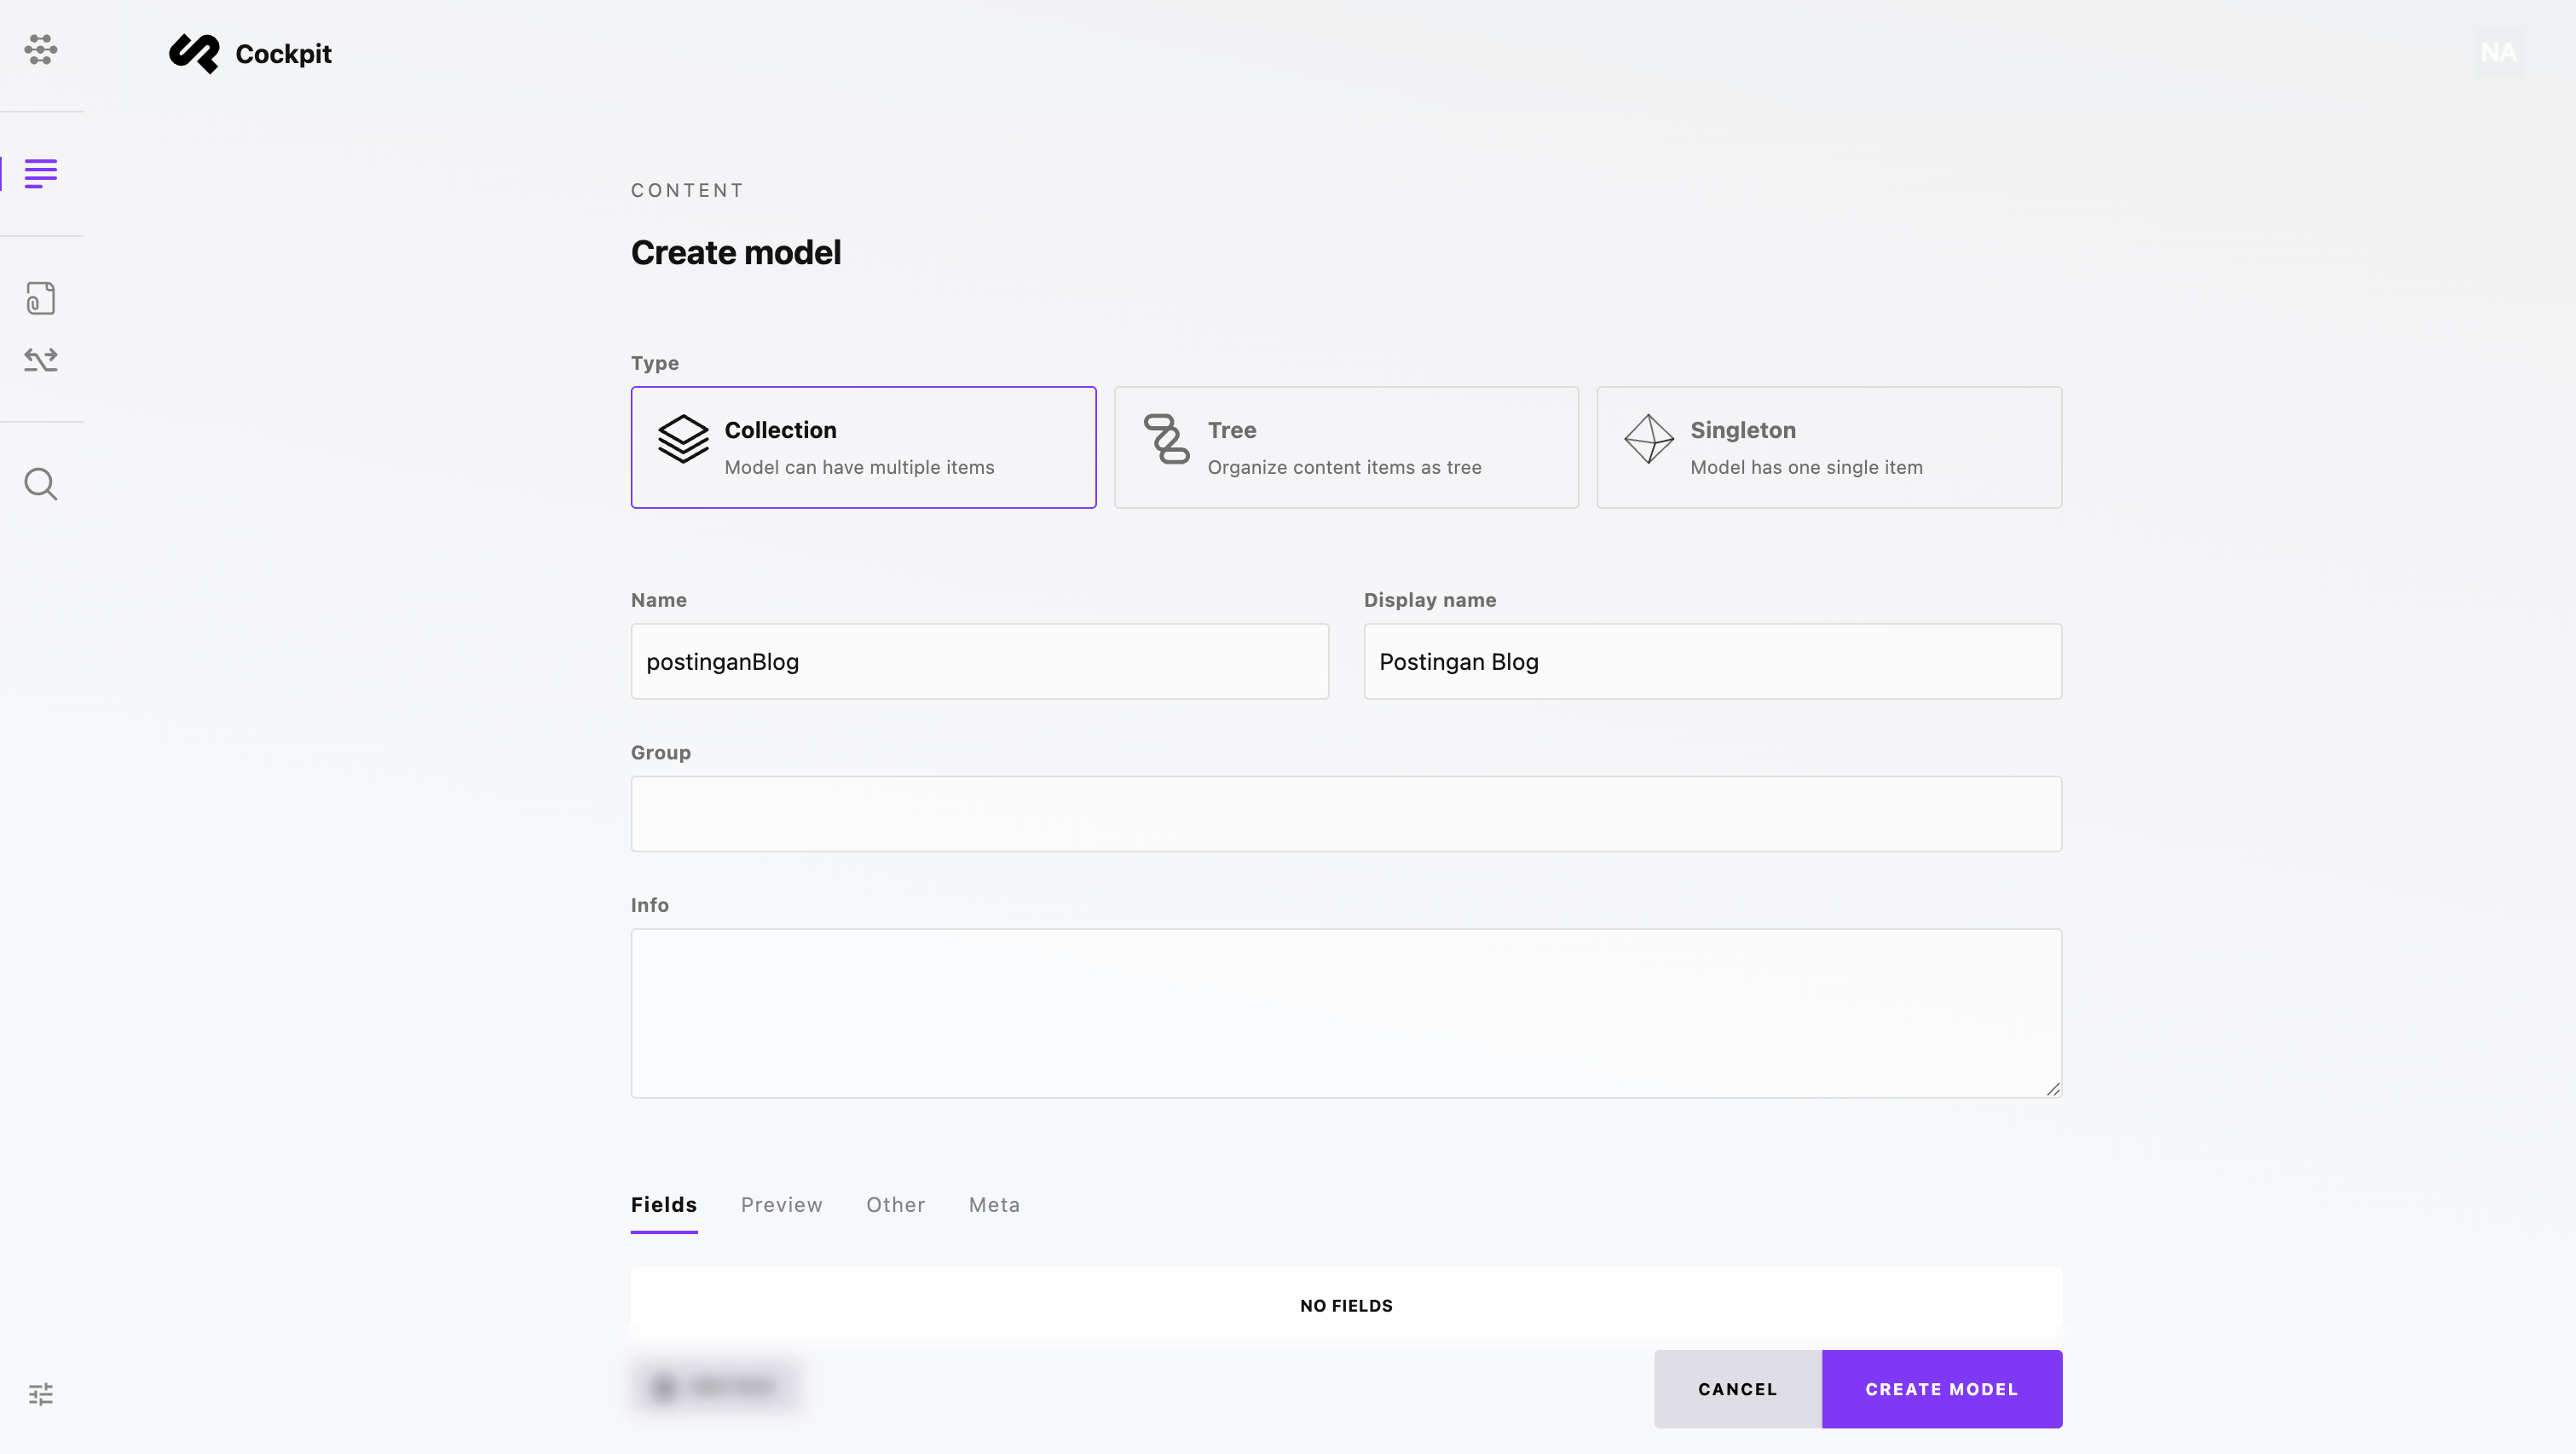 Cockpit
NA
CONTENT
Create model
Type
Collection
Model can have multiple items
Tree
Organize content items as tree
Singleton
Model has one single item
Name
Display name
postinganBlog
Postingan Blog
Group
Info
Fields Preview Other Meta
NO FIELDS
CANCEL
CREATE MODEL